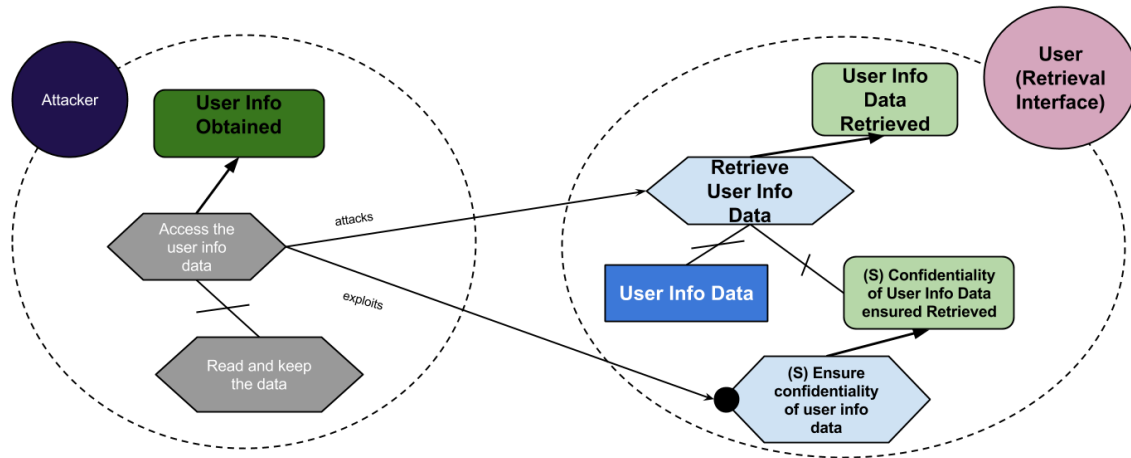 Attacker
User Info
Obtained
Access the
user info
data
Read and keep
the data
attacks
exploits
User
(Retrieval
Interface)
User Info
Data
Retrieved
Retrieve
User Info
Data
User Info Data
(S) Confidentiality
of User Info Data
ensured Retrieved
(S) Ensure
confidentiality
of user info
data